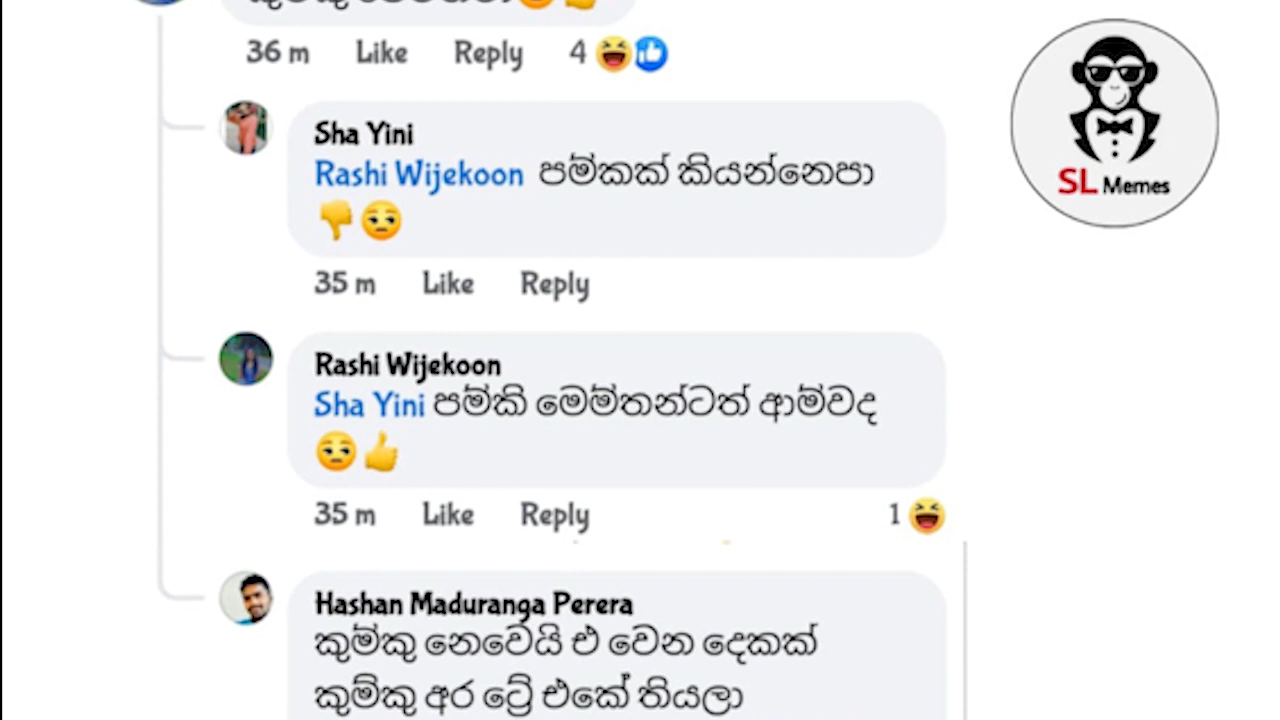 36 m Like Reply 4
Sha Yini
Rashi Wijekoon පම්කක් කියන්නෙපා
👎😒
35 m Like Reply
Rashi Wijekoon
Sha Yini පම්කි මෙම්තන්ටත් ආම්වද
😒👍
35 m Like Reply 1
Hashan Maduranga Perera
කුම්කු නෙවෙයි එ වෙන දෙකක්
කුම්කු අර ට්‍රේ එකේ තියලා
SL Memes